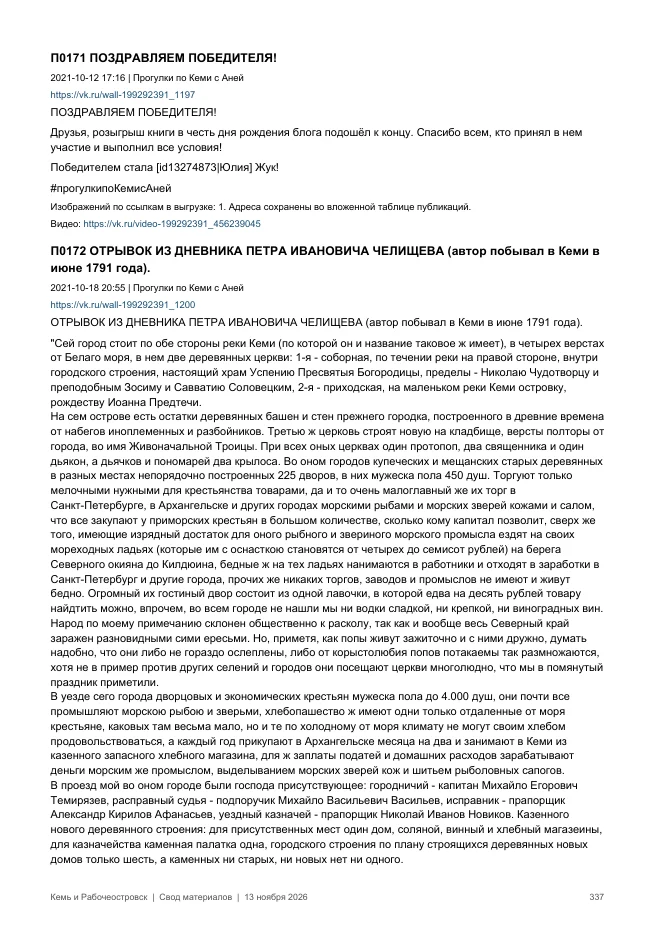 П0171 ПОЗДРАВЛЯЕМ ПОБЕДИТЕЛЯ!
2021-10-12 17:16 | Прогулки по Кеми с Аней
https://vk.ru/wall-199292391_1197
ПОЗДРАВЛЯЕМ ПОБЕДИТЕЛЯ!
Друзья, розыгрыш книги в честь дня рождения блога подошёл к концу. Спасибо всем, кто принял в нем
участие и выполнил все условия!
Победителем стала [id13274873|Юлия] Жук!
#прогулкипоКемисАней
Изображений по ссылкам в выгрузке: 1. Адреса сохранены во вложенной таблице публикаций.
Видео: https://vk.ru/video-199292391_456239045
П0172 ОТРЫВОК ИЗ ДНЕВНИКА ПЕТРА ИВАНОВИЧА ЧЕЛИЩЕВА (автор побывал в Кеми в
июне 1791 года).
2021-10-18 20:55 | Прогулки по Кеми с Аней
https://vk.ru/wall-199292391_1200
ОТРЫВОК ИЗ ДНЕВНИКА ПЕТРА ИВАНОВИЧА ЧЕЛИЩЕВА (автор побывал в Кеми в июне 1791 года).
"Сей город стоит по обе стороны реки Кеми (по которой он и название таковое ж имеет), в четырех верстах
от Белаго моря, в нем две деревянных церкви: 1-я - соборная, по течении реки на правой стороне, внутри
городского строения, настоящий храм Успению Пресвятыя Богородицы, пределы - Николаю Чудотворцу и
преподобным Зосиму и Савватию Соловецким, 2-я - приходская, на маленьком реки Кеми островку,
рождеству Иоанна Предтечи.
На сем острове есть остатки деревянных башен и стен прежнего городка, построенного в древние времена
от набегов иноплеменных и разбойников. Третью ж церковь строят новую на кладбище, версты полторы от
города, во имя Живоначальной Троицы. При всех оных церквах один протопоп, два священника и один
дьякон, а дьячков и пономарей два крылоса. Во оном городов купеческих и мещанских старых деревянных
в разных местах непорядочно построенных 225 дворов, в них мужеска пола 450 душ. Торгуют только
мелочными нужными для крестьянства товарами, да и то очень малоглавный же их торг в
Санкт-Петербурге, в Архангельске и других городах морскими рыбами и морских зверей кожами и салом,
что все закупают у приморских крестьян в большом количестве, сколько кому капитал позволит, сверх же
того, имеющие изрядный достаток для оного рыбного и звериного морского промысла ездят на своих
мореходных ладьях (которые им с оснасткою становятся от четырех до семисот рублей) на берега
Северного окияна до Килдюина, бедные ж на тех ладьях нанимаются в работники и отходят в заработки в
Санкт-Петербург и другие города, прочих же никаких торгов, заводов и промыслов не имеют и живут
бедно. Огромный их гостиный двор состоит из одной лавочки, в которой едва на десять рублей товару
найдтить можно, впрочем, во всем городе не нашли мы ни водки сладкой, ни крепкой, ни виноградных вин.
Народ по моему примечанию склонен общественно к расколу, так как и вообще весь Северный край
заражен разновидными сими ересьми. Но, приметя, как попы живут зажиточно и с ними дружно, думать
надобно, что они либо не гораздо ослеплены, либо от корыстолюбия попов потакаемы так размножаются,
хотя не в пример против других селений и городов они посещают церкви многолюдно, что мы в помянутый
праздник приметили.
В уезде сего города дворцовых и экономических крестьян мужеска пола до 4.000 душ, они почти все
промышляют морскою рыбою и зверьми, хлебопашество ж имеют одни только отдаленные от моря
крестьяне, каковых там весьма мало, но и те по холодному от моря климату не могут своим хлебом
продовольствоваться, а каждый год прикупают в Архангельске месяца на два и занимают в Кеми из
казенного запасного хлебного магазина, для ж заплаты податей и домашних расходов зарабатывают
деньги морским же промыслом, выделыванием морских зверей кож и шитьем рыболовных сапогов.
В проезд мой во оном городе были господа присутствующее: городничий - капитан Михайло Егорович
Темирязев, расправный судья - подпоручик Михайло Васильевич Васильев, исправник - прапорщик
Александр Кирилов Афанасьев, уездный казначей - прапорщик Николай Иванов Новиков. Казенного
нового деревянного строения: для присутственных мест один дом, соляной, винный и хлебный магазеины,
для казначейства каменная палатка одна, городского строения по плану строящихся деревянных новых
домов только шесть, а каменных ни старых, ни новых нет ни одного.
Кемь и Рабочеостровск | Свод материалов | 13 ноября 2026
337